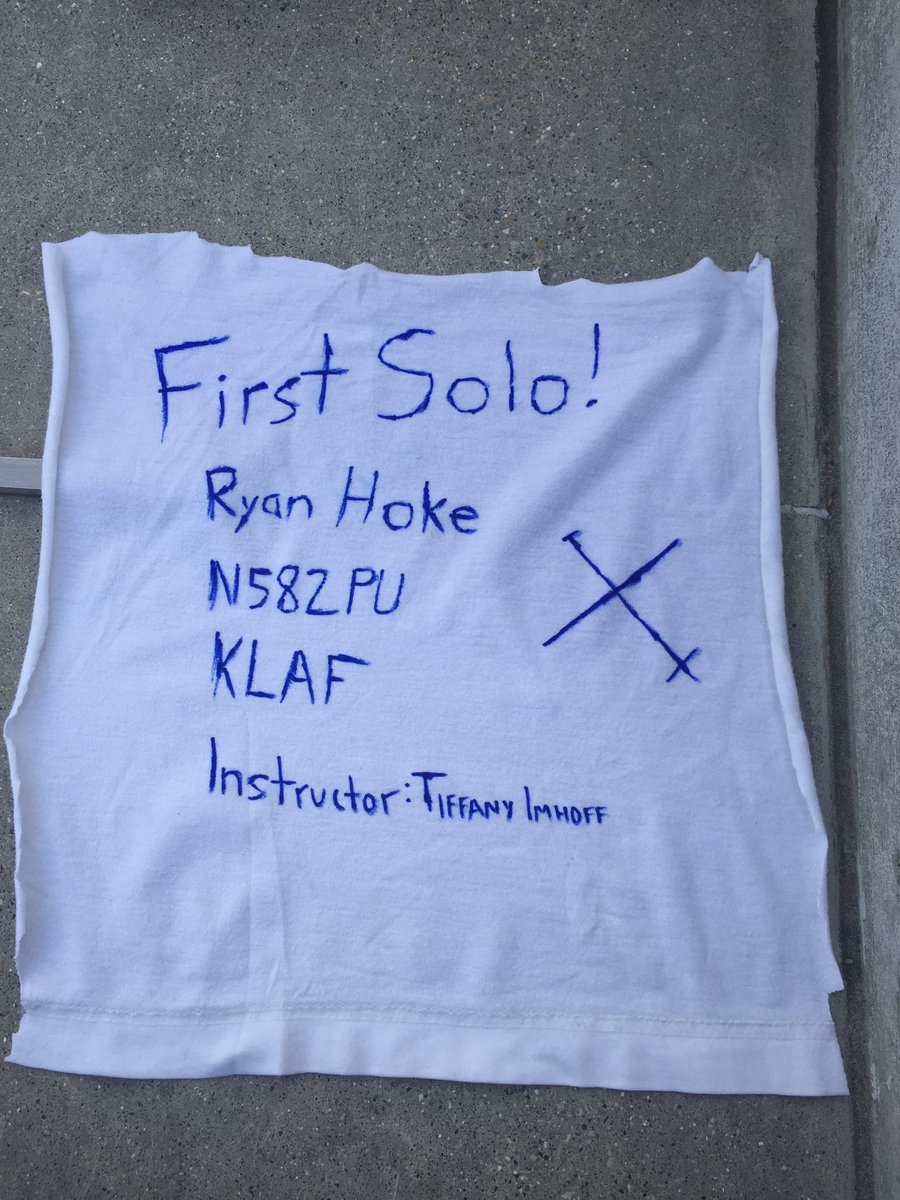 First Solo!
Ryan Hoke
N582PU
KLAF
Instructor: TIFFANY IMHOFF